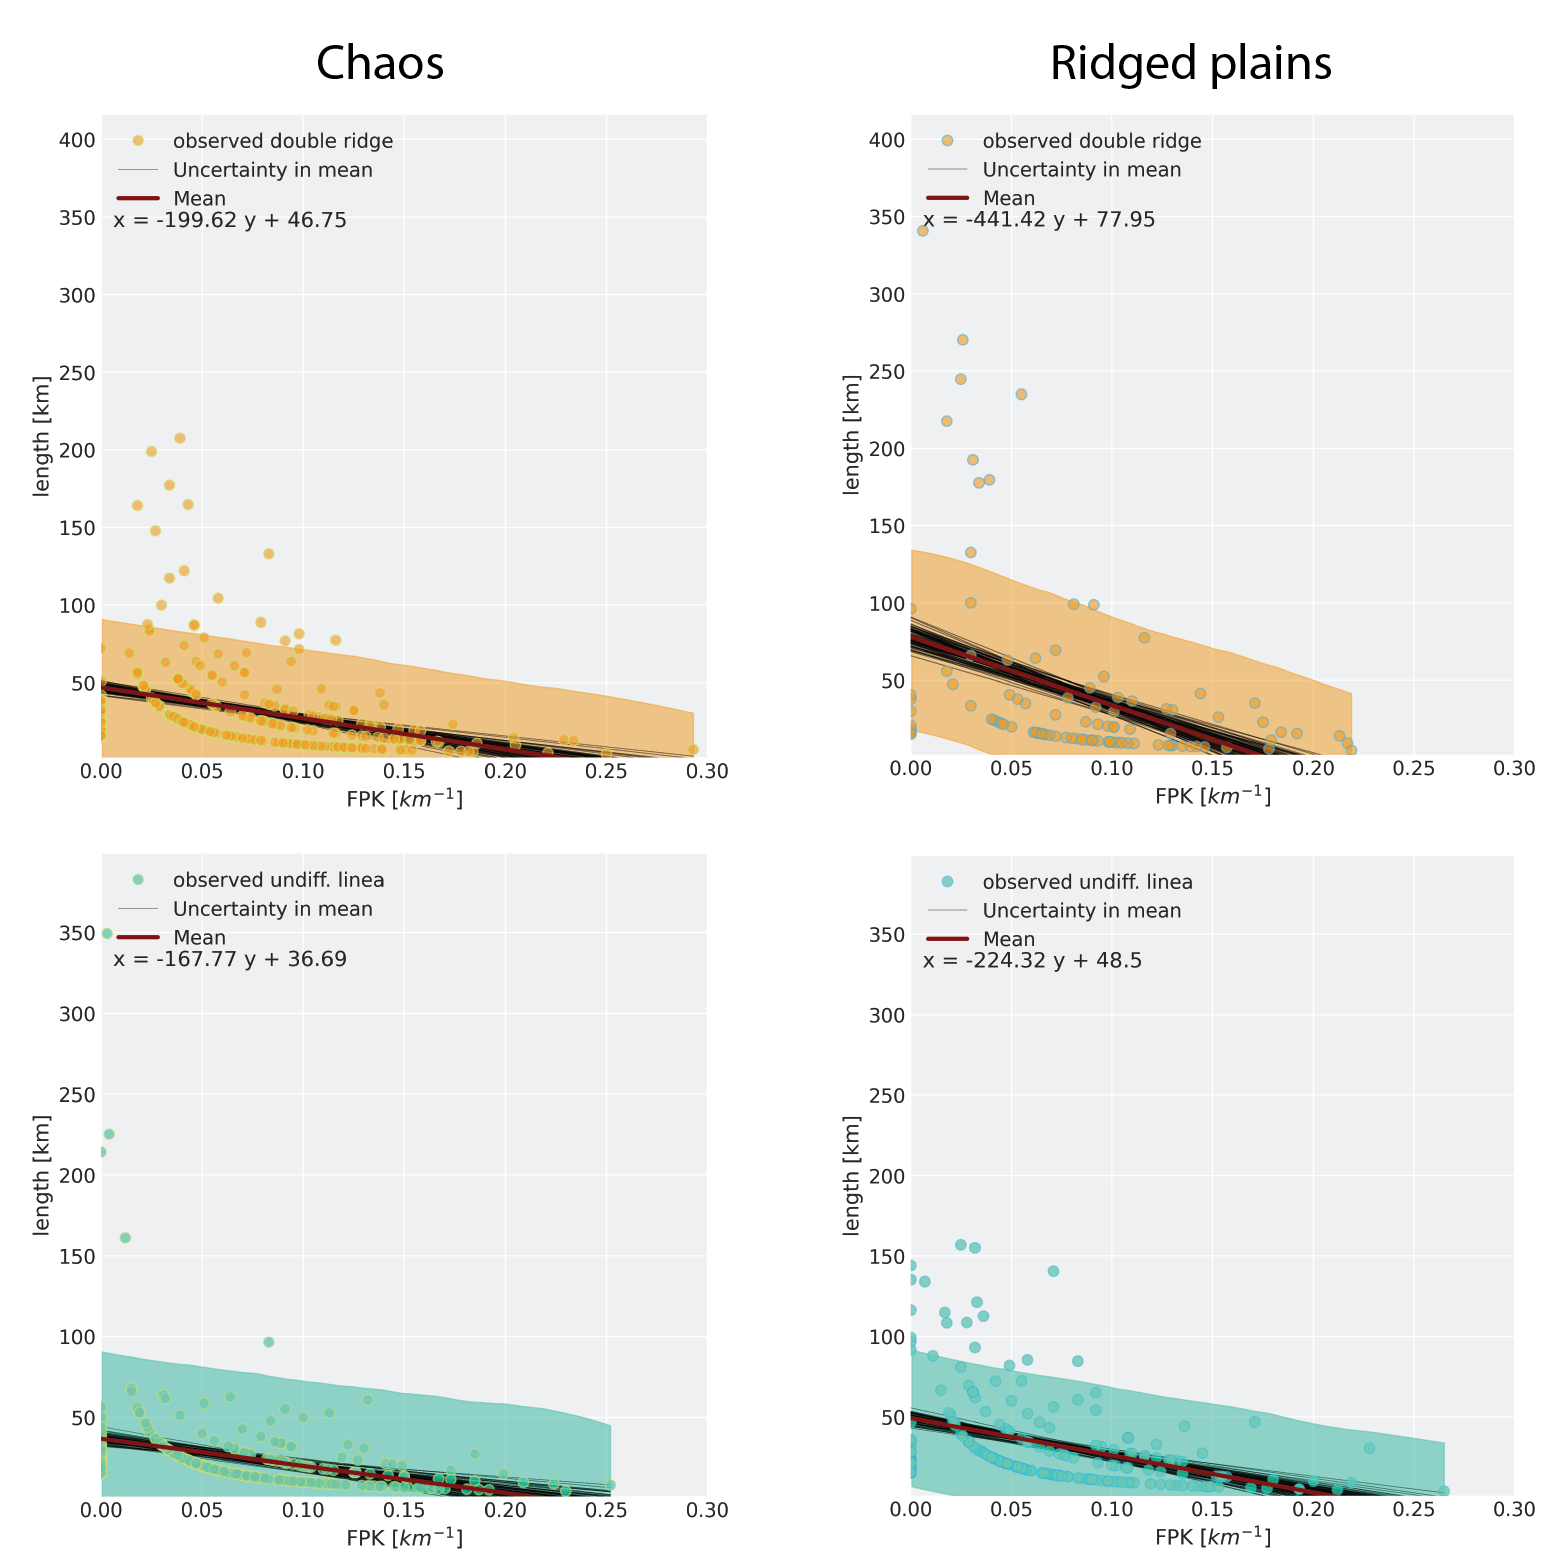 Chaos
Ridged plains
400
350
300
250
200
150
100
50
length [km]
observed double ridge
Uncertainty in mean
Mean
x = -199.62 y + 46.75
0.00 0.05 0.10 0.15 0.20 0.25 0.30
FPK [km⁻¹]
400
350
300
250
200
150
100
50
length [km]
observed double ridge
Uncertainty in mean
Mean
x = -441.42 y + 77.95
0.00 0.05 0.10 0.15 0.20 0.25 0.30
FPK [km⁻¹]
350
300
250
200
150
100
50
length [km]
observed undiff. linea
Uncertainty in mean
Mean
x = -167.77 y + 36.69
0.00 0.05 0.10 0.15 0.20 0.25 0.30
FPK [km⁻¹]
350
300
250
200
150
100
50
length [km]
observed undiff. linea
Uncertainty in mean
Mean
x = -224.32 y + 48.5
0.00 0.05 0.10 0.15 0.20 0.25 0.30
FPK [km⁻¹]